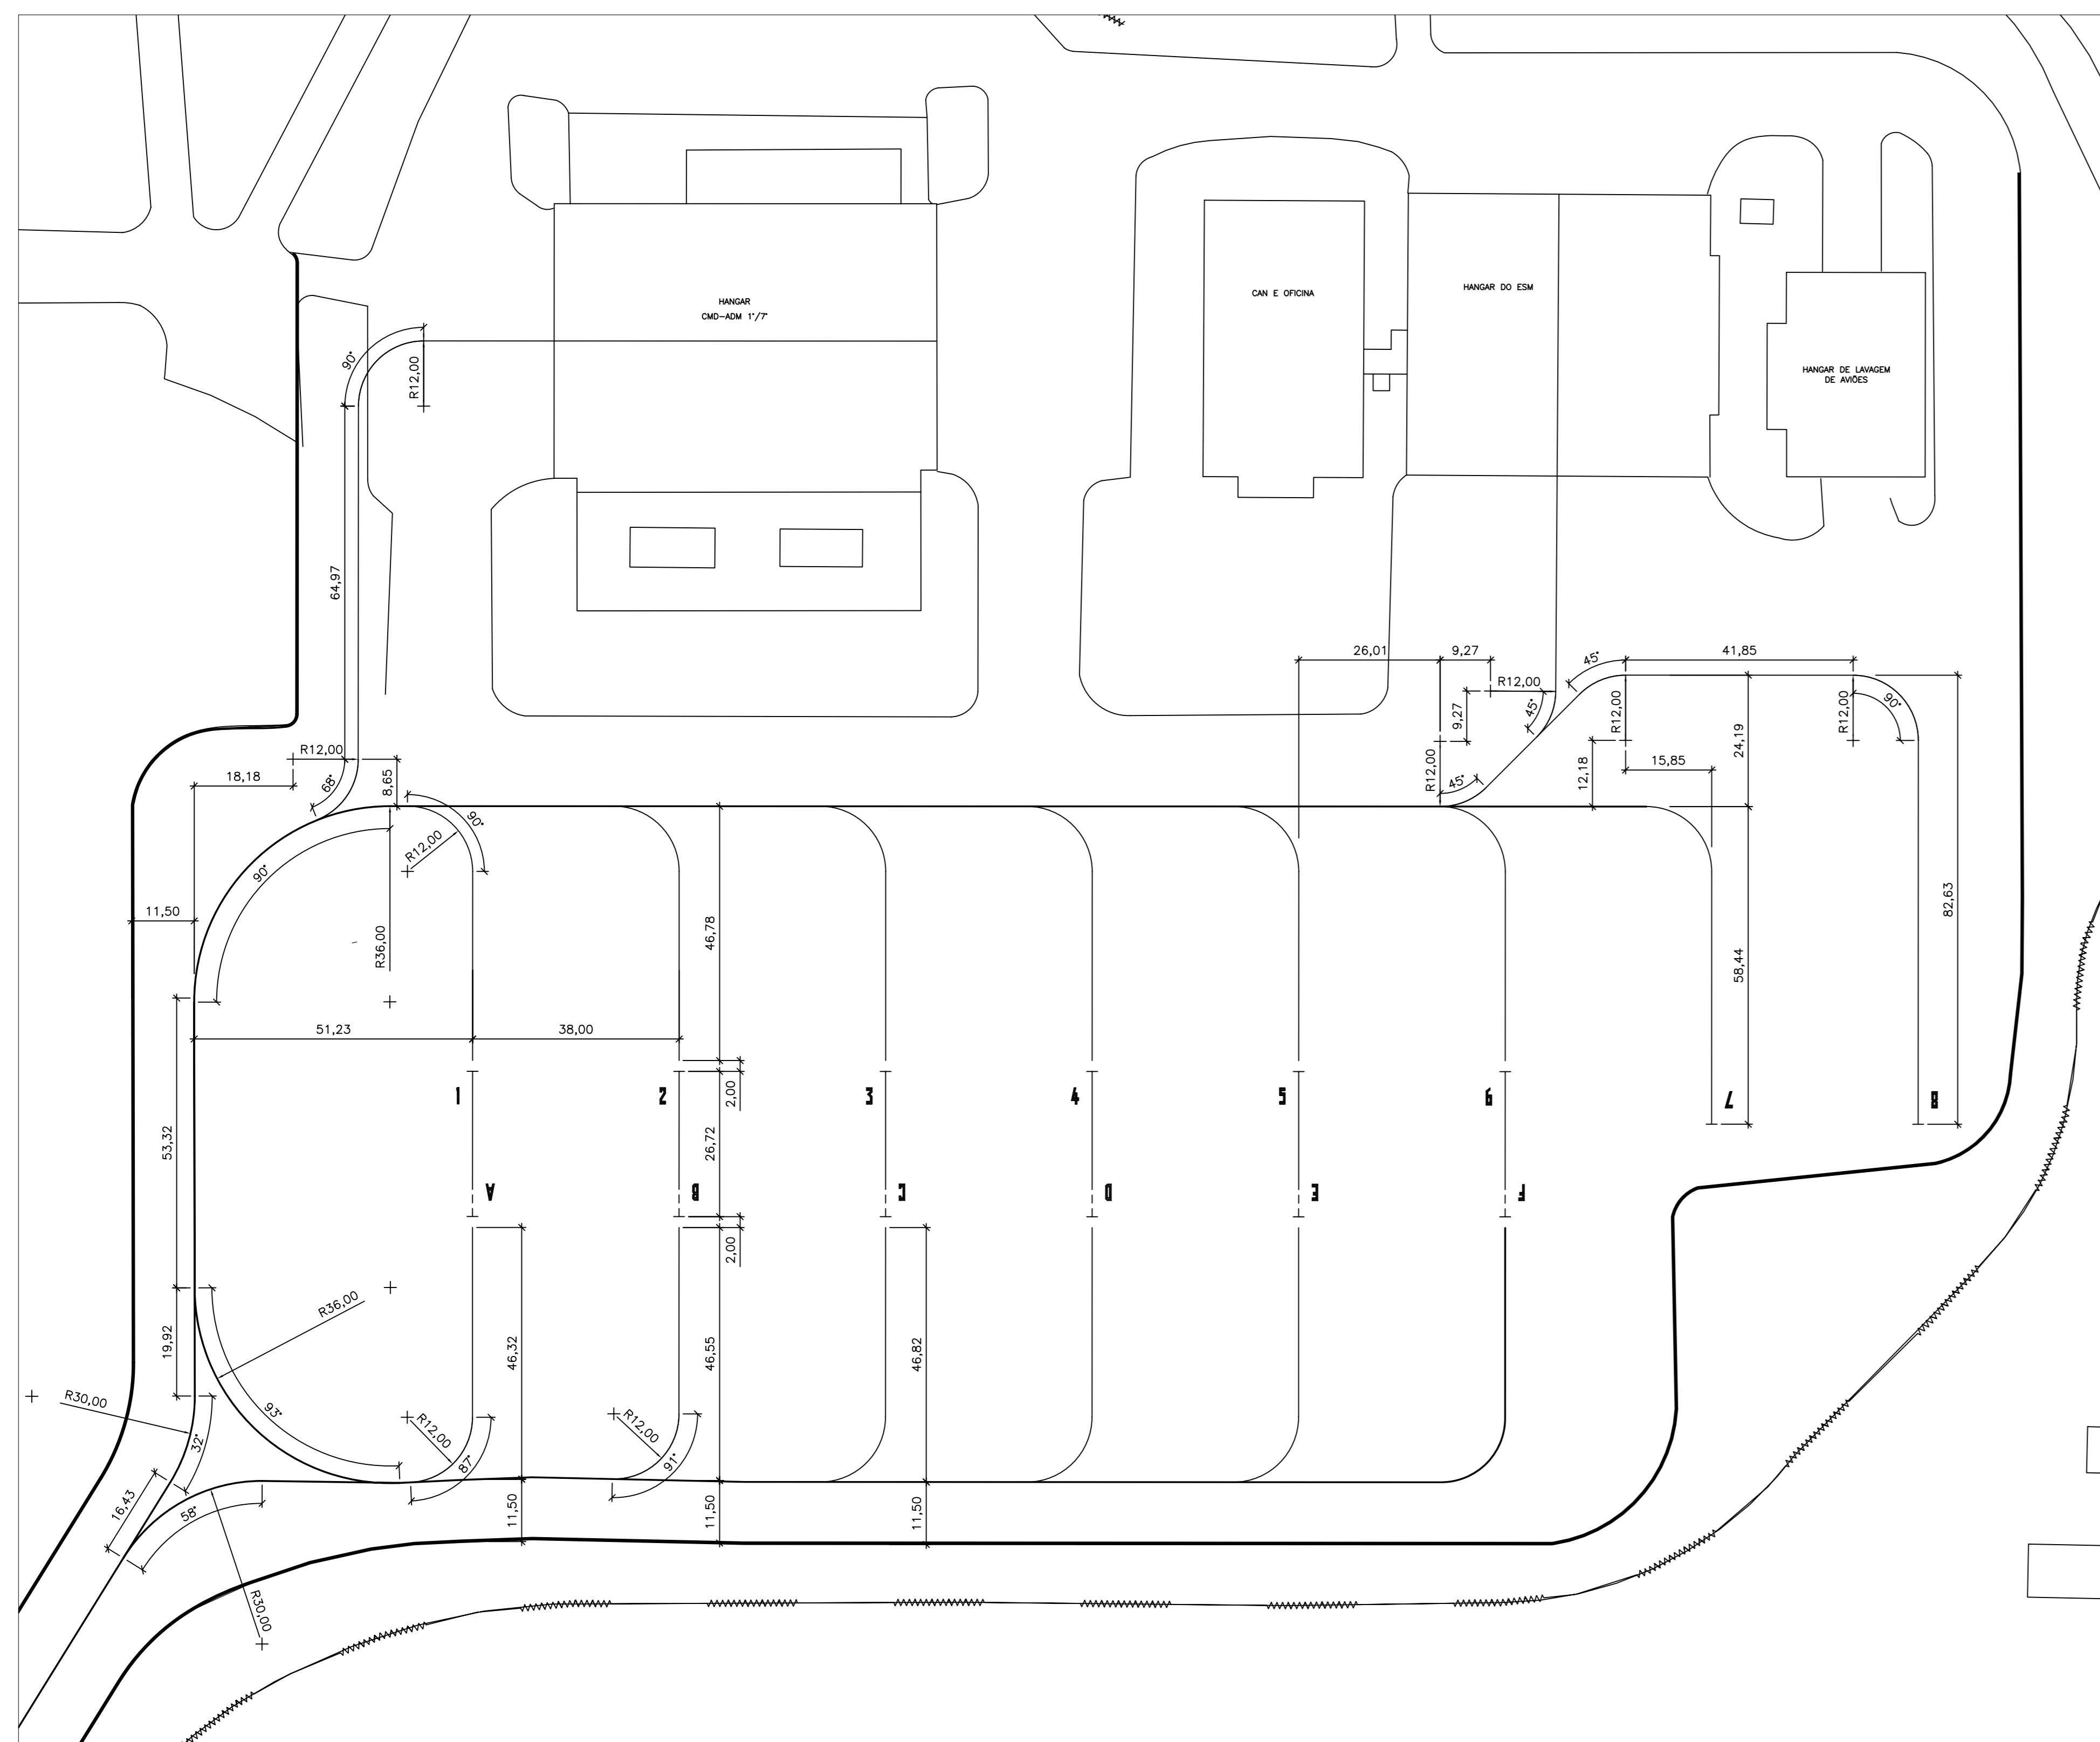 HANGAR
CMD-ADM 1°/7°
CAN E OFICINA
HANGAR DO ESM
HANGAR DE LAVAGEM
DE AVIÕES
90°
R12,00
64,97
R12,00
18,18
68°
8,65
90°
R12,00
90°
R36,00
11,50
51,23
38,00
46,78
2,00
26,72
2,00
53,32
19,92
R36,00
93°
R30,00
32°
16,43
58°
R30,00
R12,00
87°
R12,00
91°
46,32
46,55
46,82
11,50
11,50
11,50
26,01
9,27
R12,00
9,27
45°
R12,00
45°
45°
R12,00
41,85
R12,00
90°
12,18
15,85
24,19
58,44
82,63
1
2
3
4
5
6
7
8
A
B
C
D
E
F